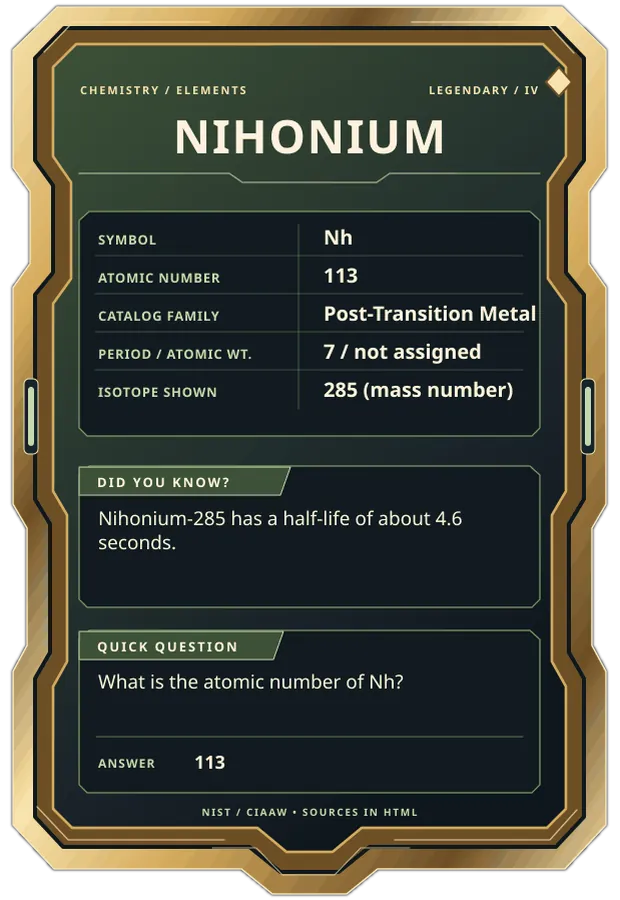 CHEMISTRY / ELEMENTS
LEGENDARY / IV
NIHONIUM
SYMBOL Nh
ATOMIC NUMBER 113
CATALOG FAMILY Post-Transition Metal
PERIOD / ATOMIC WT. 7 / not assigned
ISOTOPE SHOWN 285 (mass number)
DID YOU KNOW?
Nihonium-285 has a half-life of about 4.6
seconds.
QUICK QUESTION
What is the atomic number of Nh?
ANSWER 113
NIST / CIAAW • SOURCES IN HTML